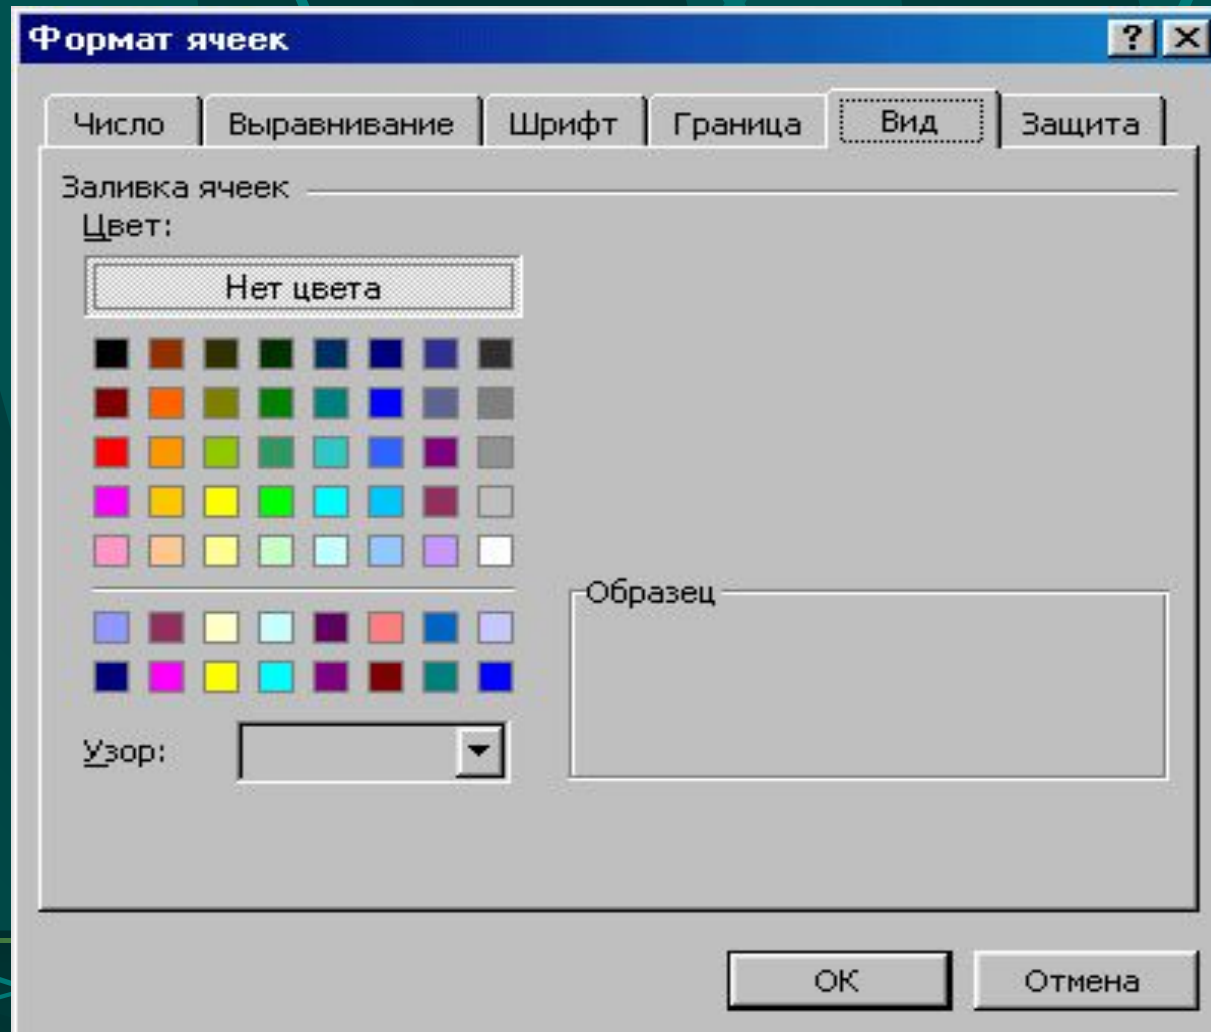 Формат ячеек
Число Выравнивание Шрифт Граница Вид Защита
Заливка ячеек
Цвет:
Нет цвета
Образец
Узор:
ОК Отмена